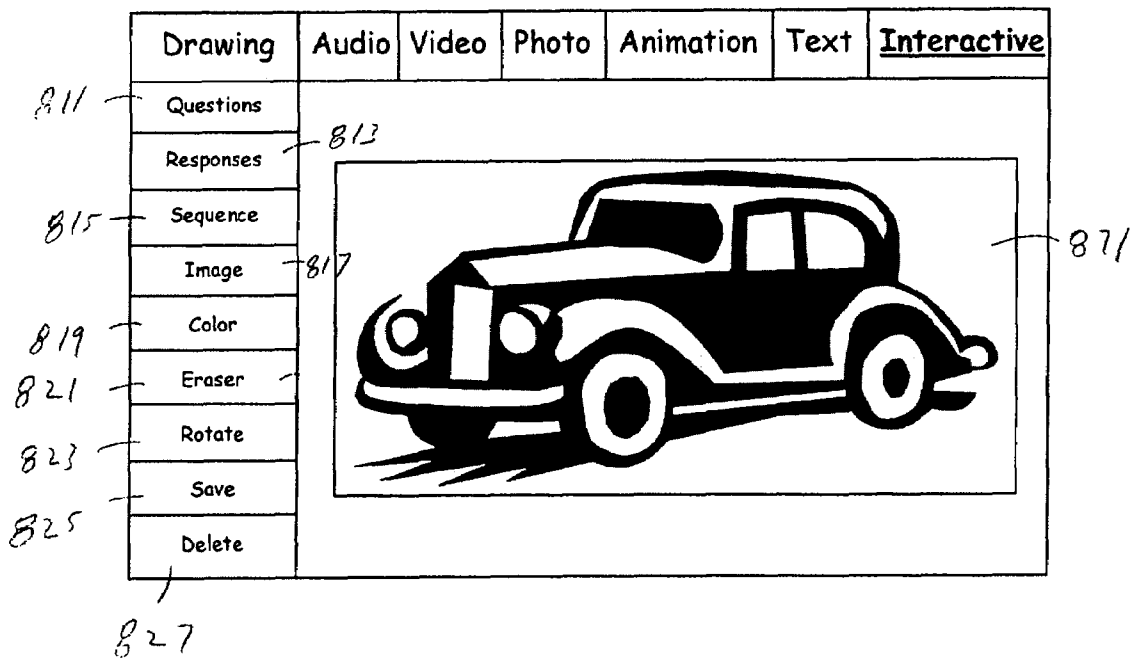 Drawing Audio Video Photo Animation Text Interactive
811 Questions
Responses 813
815 Sequence
Image 817
871
819 Color
821 Eraser
823 Rotate
825 Save
Delete
827